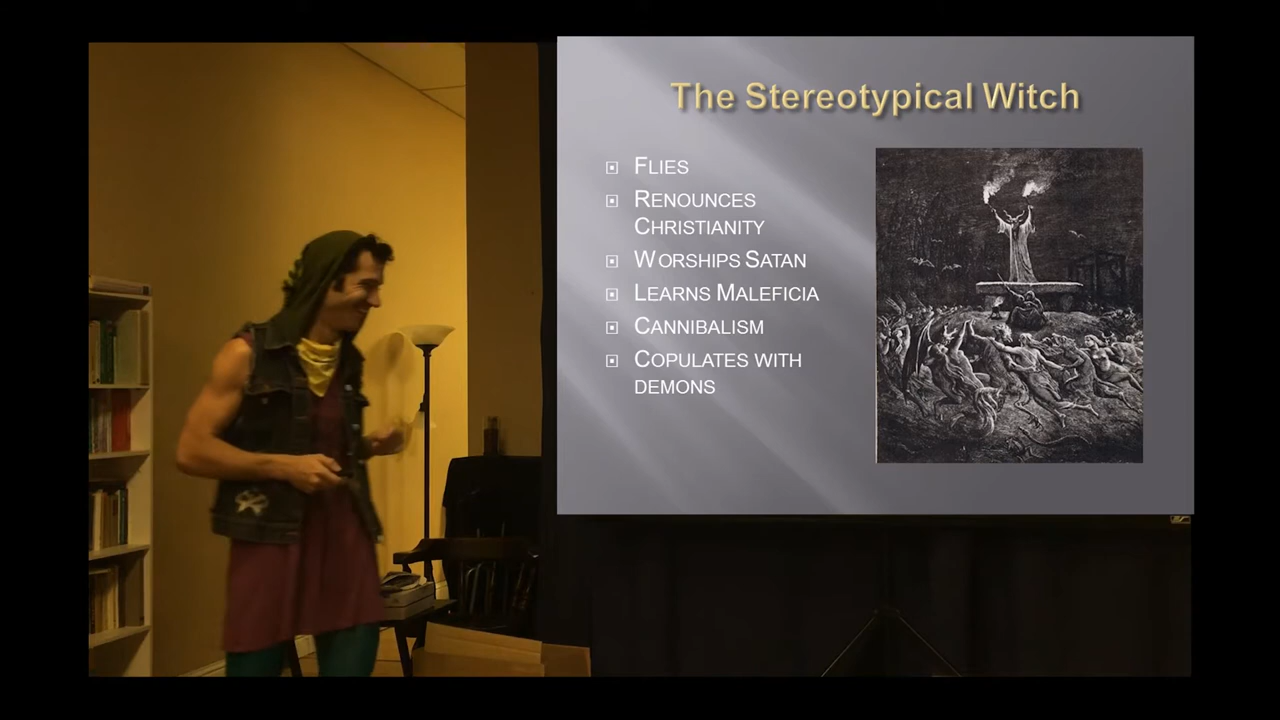 The Stereotypical Witch
FLIES
RENOUNCES
CHRISTIANITY
WORSHIPS SATAN
LEARNS MALEFICIA
CANNIBALISM
COPULATES WITH
DEMONS